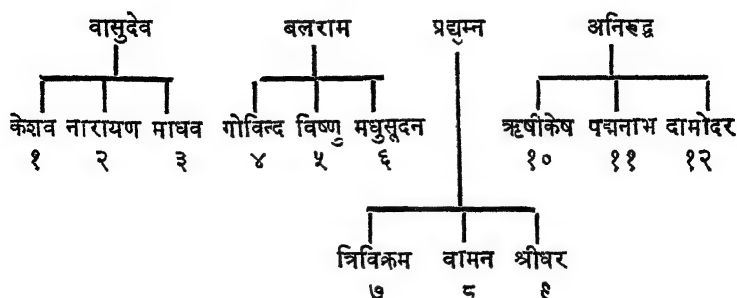 वासुदेव बलराम प्रद्युम्न अनिरुद्ध
केशव नारायण माधव गोविन्द विष्णु मधुसूदन ऋषीकेष पद्मनाभ दामोदर
१ २ ३ ४ ५ ६ १० ११ १२
त्रिविक्रम वामन श्रीधर
७ ८ ९